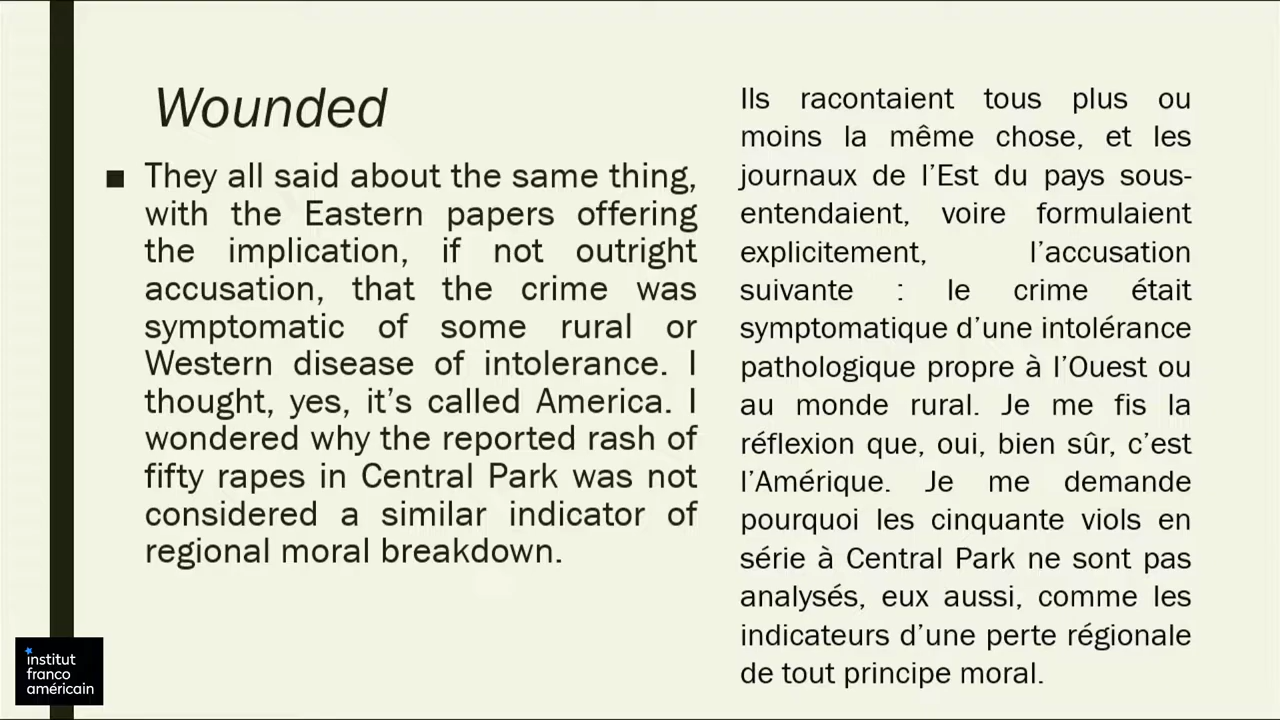 Wounded
■ They all said about the same thing,
with the Eastern papers offering
the implication, if not outright
accusation, that the crime was
symptomatic of some rural or
Western disease of intolerance. I
thought, yes, it’s called America. I
wondered why the reported rash of
fifty rapes in Central Park was not
considered a similar indicator of
regional moral breakdown.
Ils racontaient tous plus ou
moins la même chose, et les
journaux de l’Est du pays sous-
entendaient, voire formulaient
explicitement, l’accusation
suivante : le crime était
symptomatique d’une intolérance
pathologique propre à l’Ouest ou
au monde rural. Je me fis la
réflexion que, oui, bien sûr, c’est
l’Amérique. Je me demande
pourquoi les cinquante viols en
série à Central Park ne sont pas
analysés, eux aussi, comme les
indicateurs d’une perte régionale
de tout principe moral.
institut
franco
américain